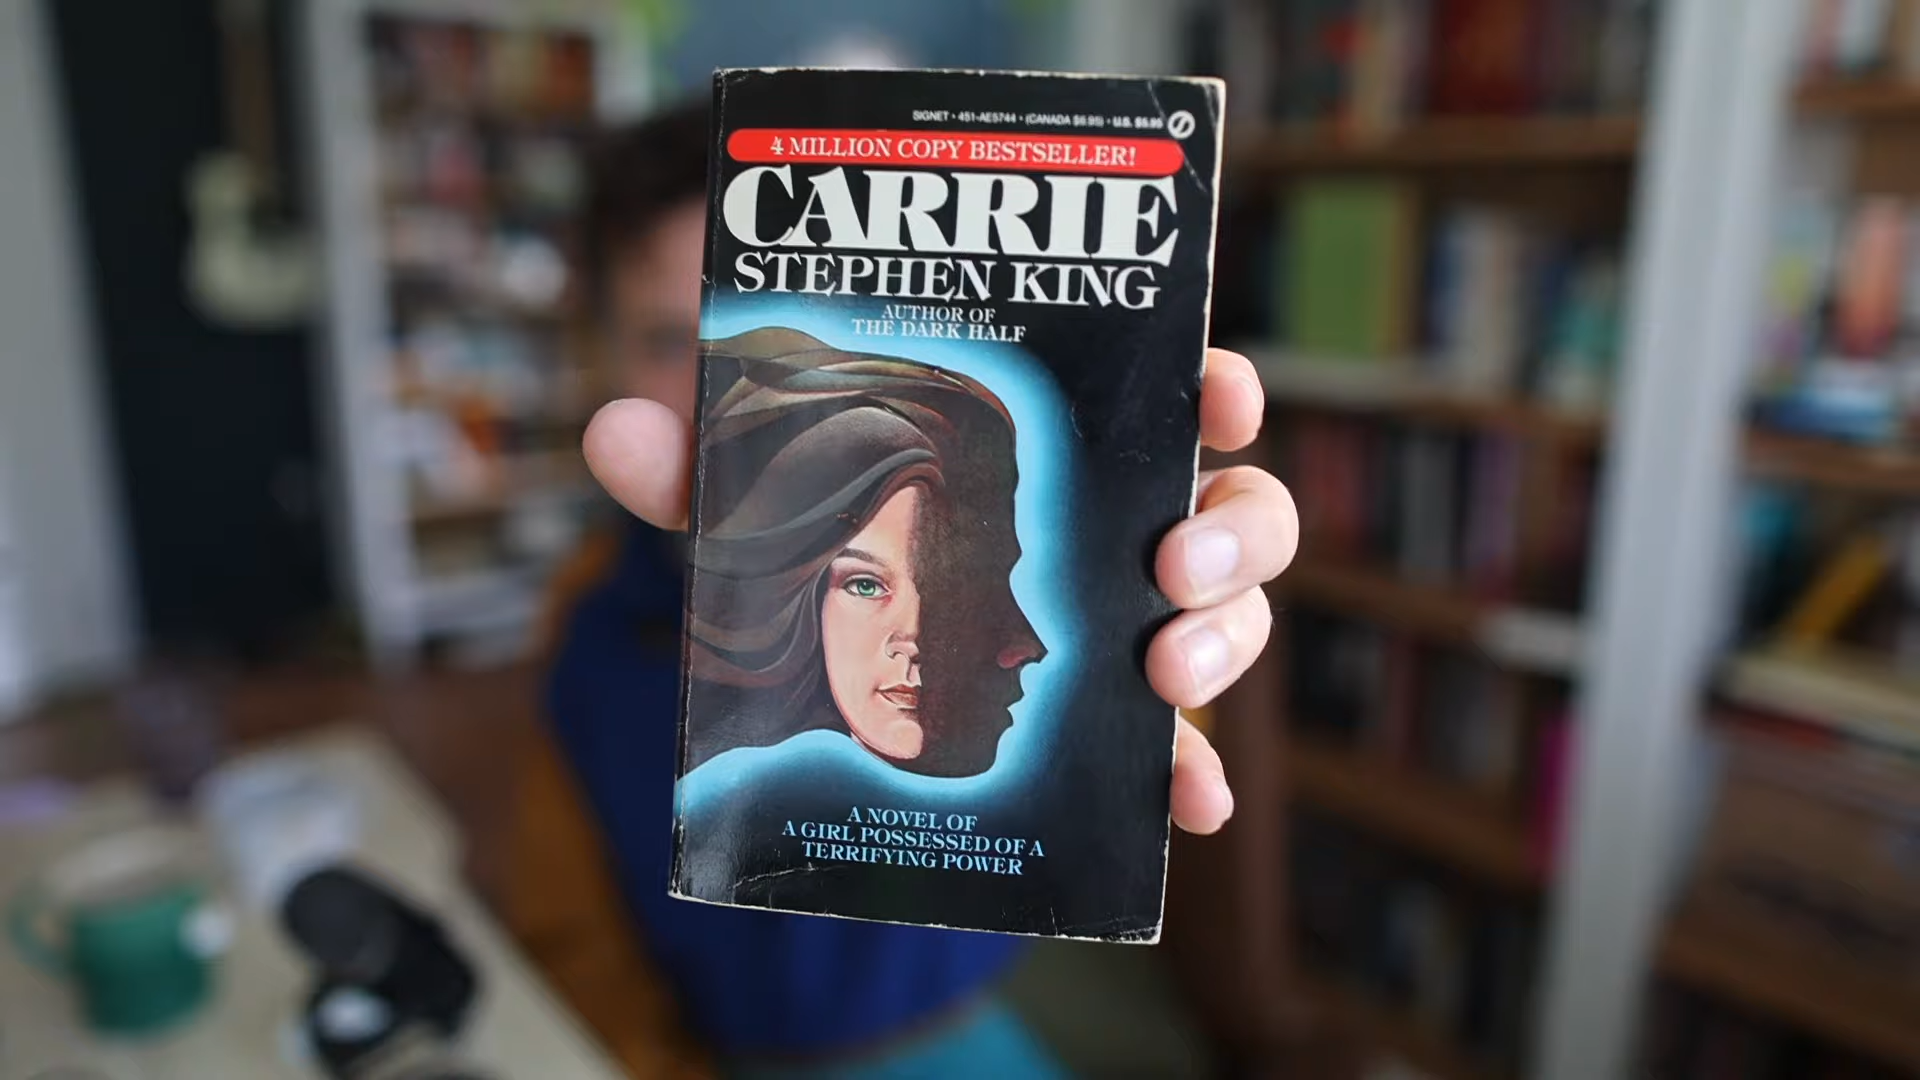 SIGNET • 451-AE5744 • (CANADA $6.95) • U.S. $5.95
4 MILLION COPY BESTSELLER!
CARRIE
STEPHEN KING
AUTHOR OF
THE DARK HALF
A NOVEL OF
A GIRL POSSESSED OF A
TERRIFYING POWER